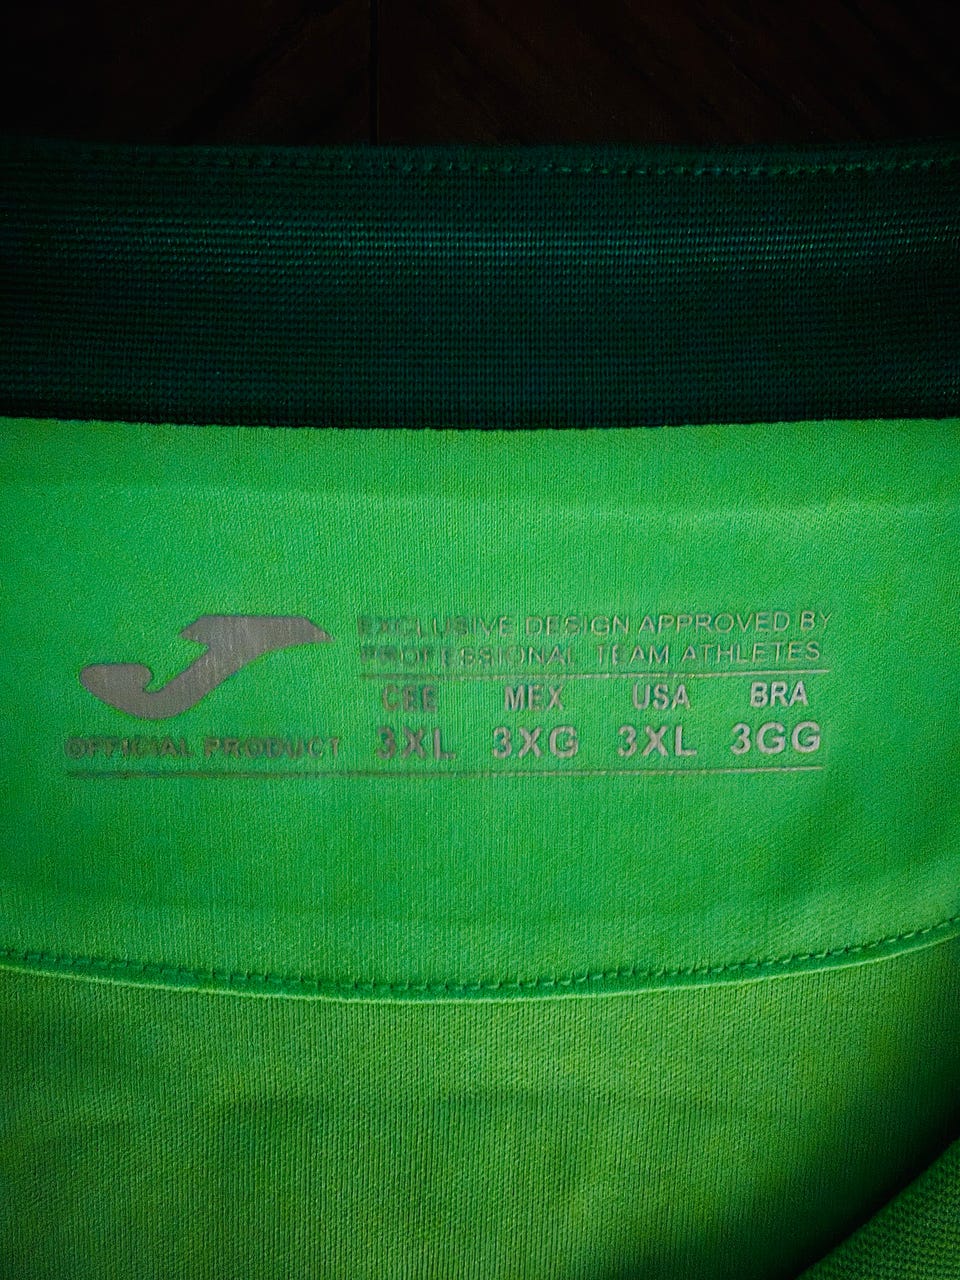 EXCLUSIVE DESIGN APPROVED BY
PROFESSIONAL TEAM ATHLETES
CEE MEX USA BRA
OFFICIAL PRODUCT 3XL 3XG 3XL 3GG